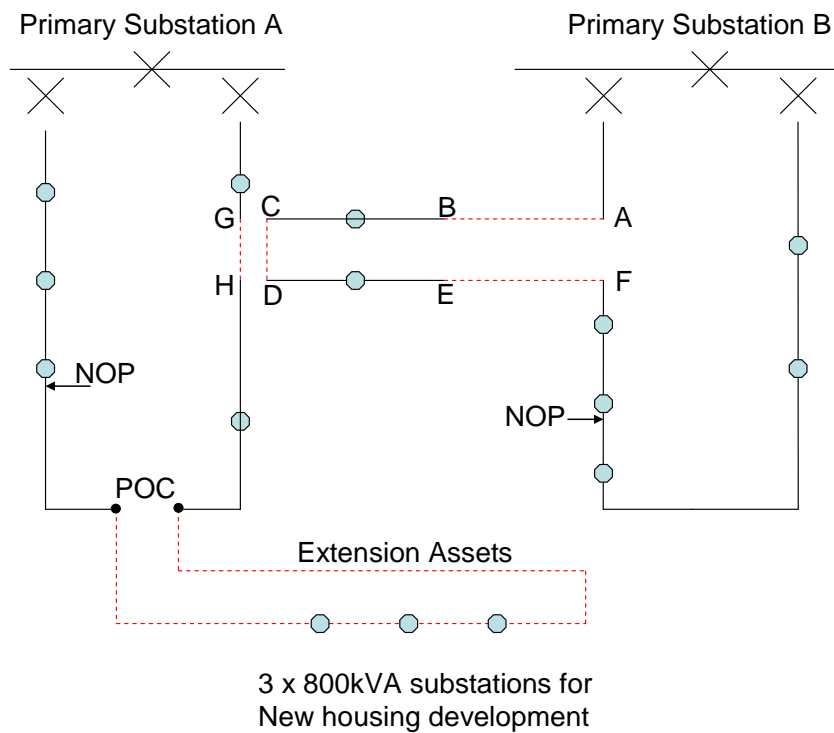 Primary Substation A
Primary Substation B
G
C
B
A
H
D
E
F
NOP
NOP
POC
Extension Assets
3 x 800kVA substations for
New housing development